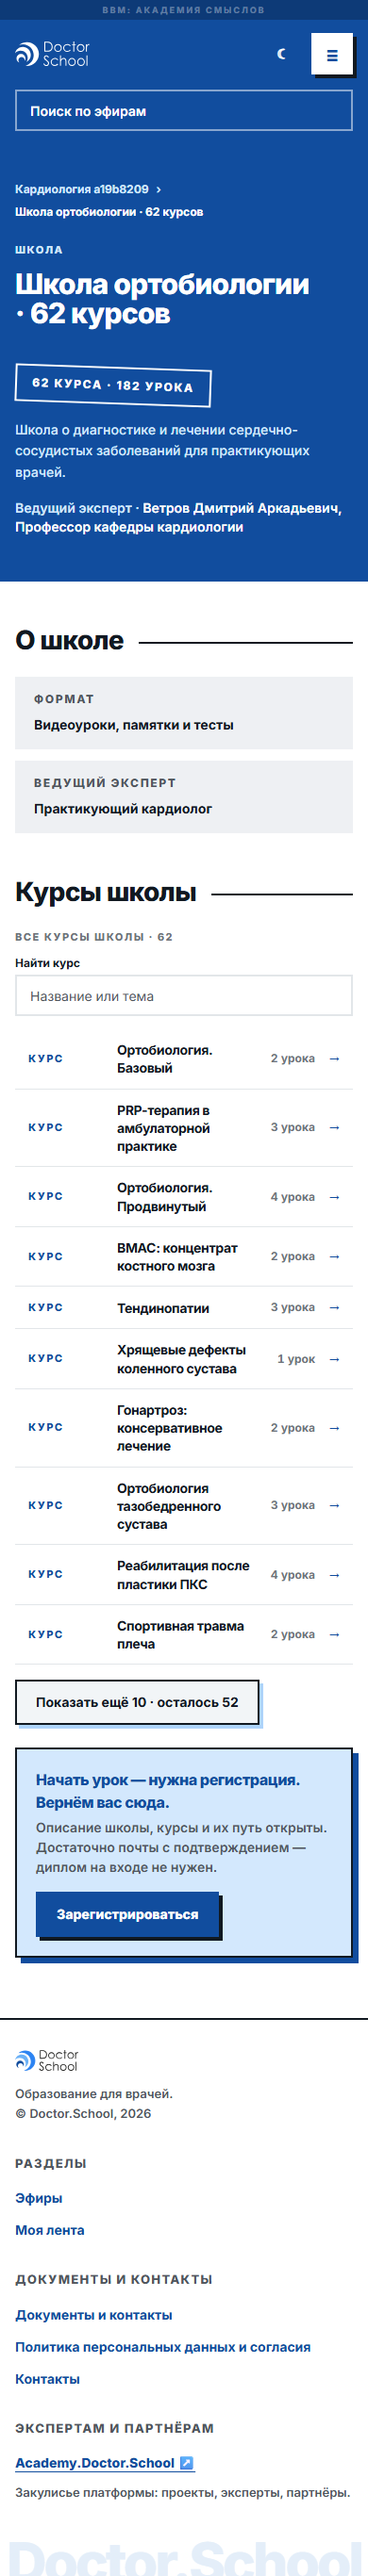 ВВМ: АКАДЕМИЯ СМЫСЛОВ
Doctor
School
Поиск по эфирам
Кардиология a19b8209 ›
Школа ортобиологии · 62 курсов
ШКОЛА
Школа ортобиологии
· 62 курсов
62 КУРСА · 182 УРОКА
Школа о диагностике и лечении сердечно-
сосудистых заболеваний для практикующих
врачей.
Ведущий эксперт · Ветров Дмитрий Аркадьевич,
Профессор кафедры кардиологии
О школе
ФОРМАТ
Видеоуроки, памятки и тесты
ВЕДУЩИЙ ЭКСПЕРТ
Практикующий кардиолог
Курсы школы
ВСЕ КУРСЫ ШКОЛЫ · 62
Найти курс
Название или тема
КУРС
Ортобиология.
Базовый
2 урока →
КУРС
PRP-терапия в
амбулаторной
практике
3 урока →
КУРС
Ортобиология.
Продвинутый
4 урока →
КУРС
BMAC: концентрат
костного мозга
2 урока →
КУРС
Тендинопатии
3 урока →
КУРС
Хрящевые дефекты
коленного сустава
1 урок →
КУРС
Гонартроз:
консервативное
лечение
2 урока →
КУРС
Ортобиология
тазобедренного
сустава
3 урока →
КУРС
Реабилитация после
пластики ПКС
4 урока →
КУРС
Спортивная травма
плеча
2 урока →
Показать ещё 10 · осталось 52
Начать урок — нужна регистрация.
Вернём вас сюда.
Описание школы, курсы и их путь открыты.
Достаточно почты с подтверждением —
диплом на входе не нужен.
Зарегистрироваться
Doctor
School
Образование для врачей.
© Doctor.School, 2026
РАЗДЕЛЫ
Эфиры
Моя лента
ДОКУМЕНТЫ И КОНТАКТЫ
Документы и контакты
Политика персональных данных и согласия
Контакты
ЭКСПЕРТАМ И ПАРТНЁРАМ
Academy.Doctor.School ↗
Закулисье платформы: проекты, эксперты, партнёры.
Doctor.School